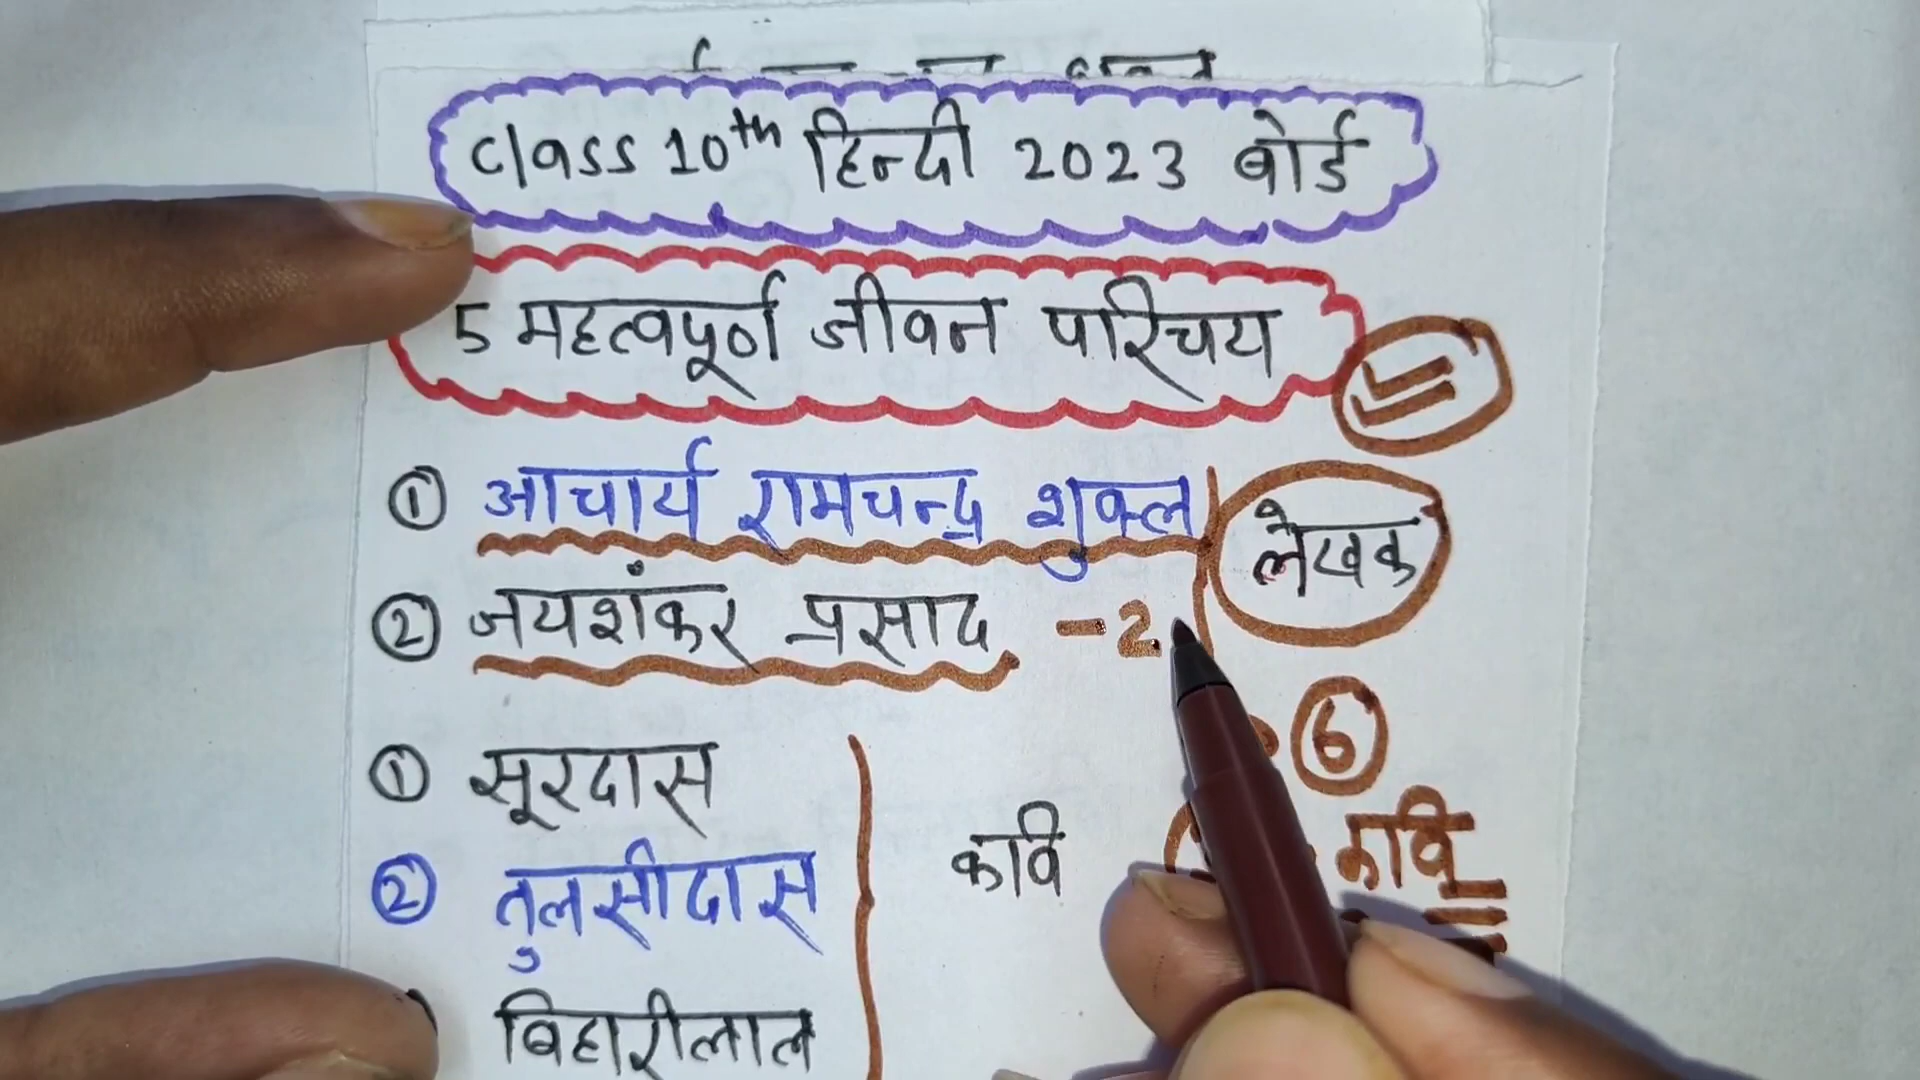 Class 10th हिन्दी 2023 बोर्ड
5 महत्वपूर्ण जीवन परिचय
① आचार्य रामचन्द्र शुक्ल
लेखक
② जयशंकर प्रसाद - 2
6
① सूरदास
कवि कवि
② तुलसीदास
बिहारीलाल